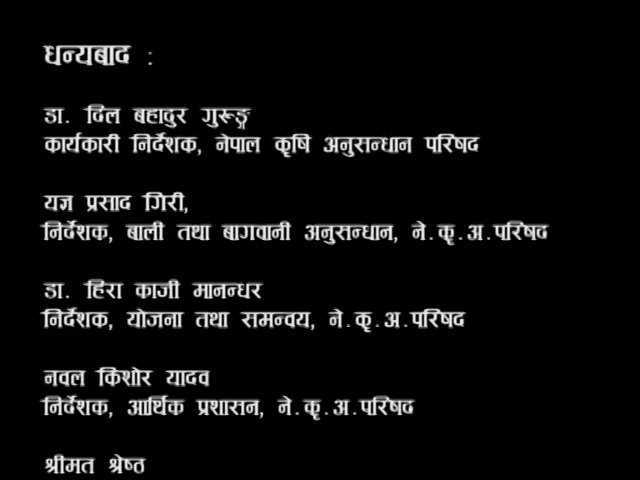 धन्यबाद :
डा. दिल बहादुर गुरूङ्ग
कार्यकारी निर्देशक, नेपाल कृषि अनुसन्धान परिषद
यज्ञ प्रसाद गिरी,
निर्देशक, बाली तथा बागवानी अनुसन्धान, ने.कृ.अ.परिषद
डा. हिरा काजी मानन्धर
निर्देशक, योजना तथा समन्वय, ने.कृ.अ.परिषद
नवल किशोर यादव
निर्देशक, आर्थिक प्रशासन, ने.कृ.अ.परिषद
श्रीमत श्रेष्ठ